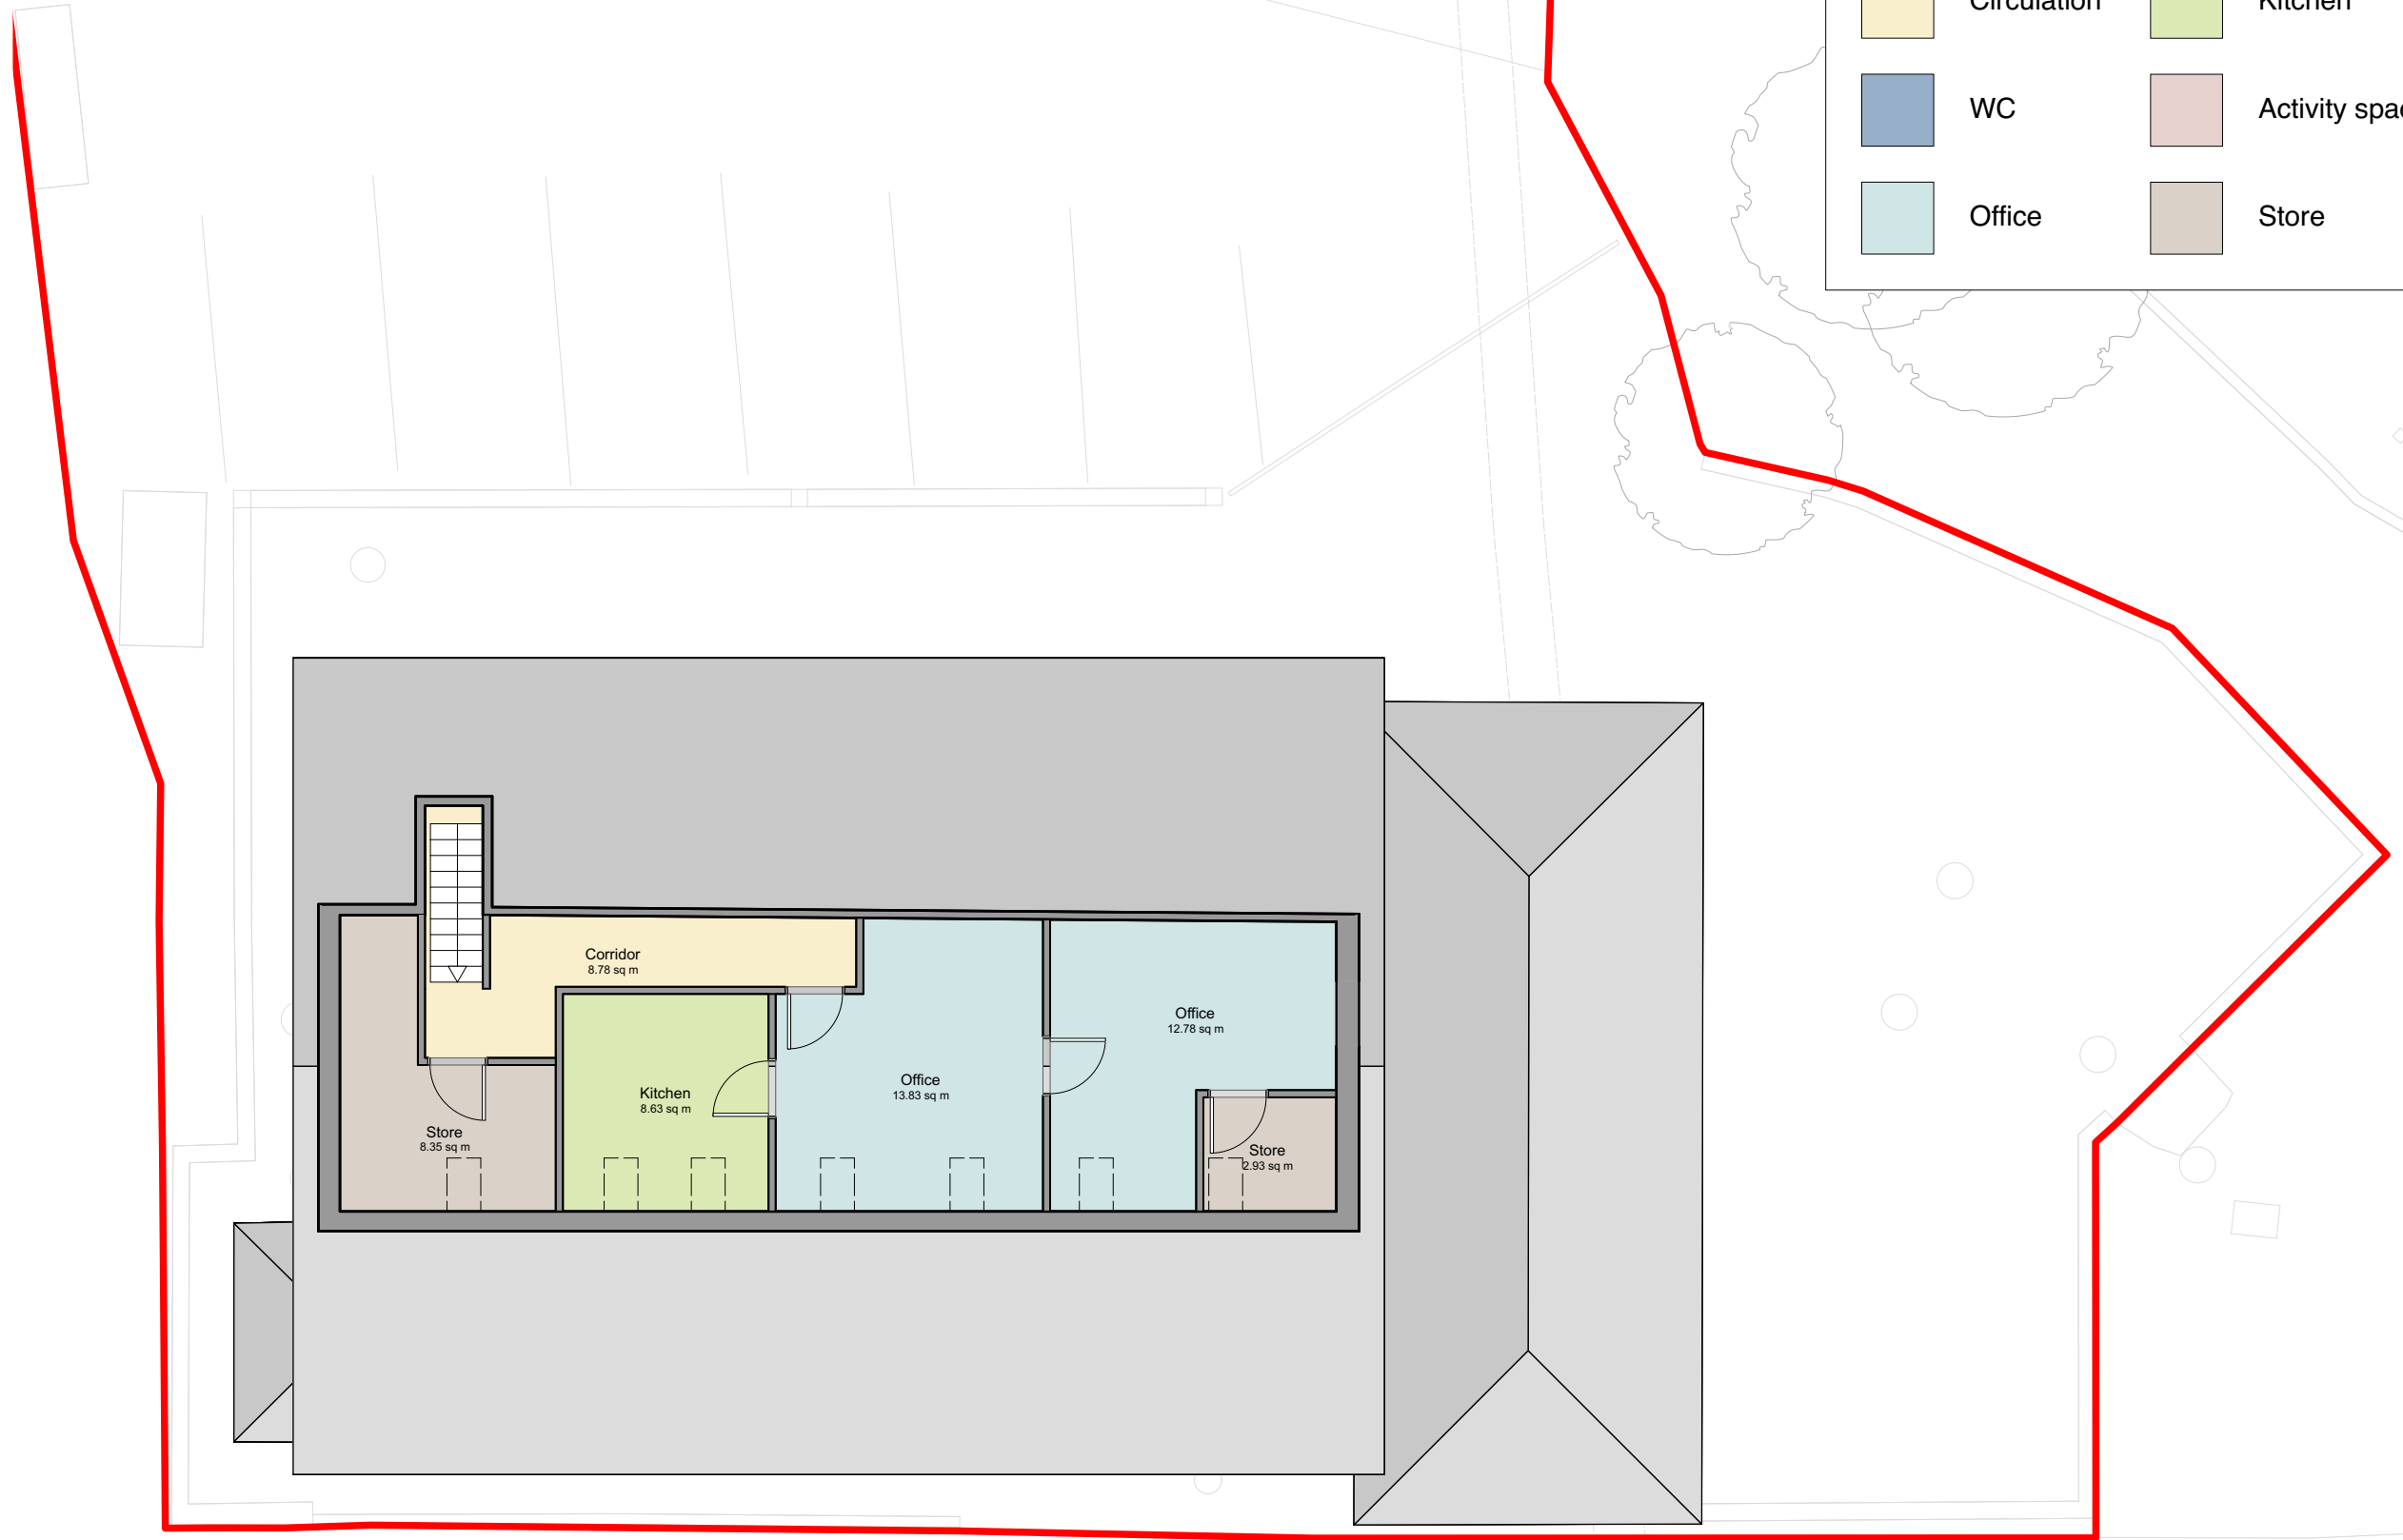 Circulation
Kitchen
WC
Office
Store
Corridor
8.78 sq m
Office
12.78 sq m
Office
13.83 sq m
Kitchen
8.63 sq m
Store
8.35 sq m
Store
2.93 sq m
Activity